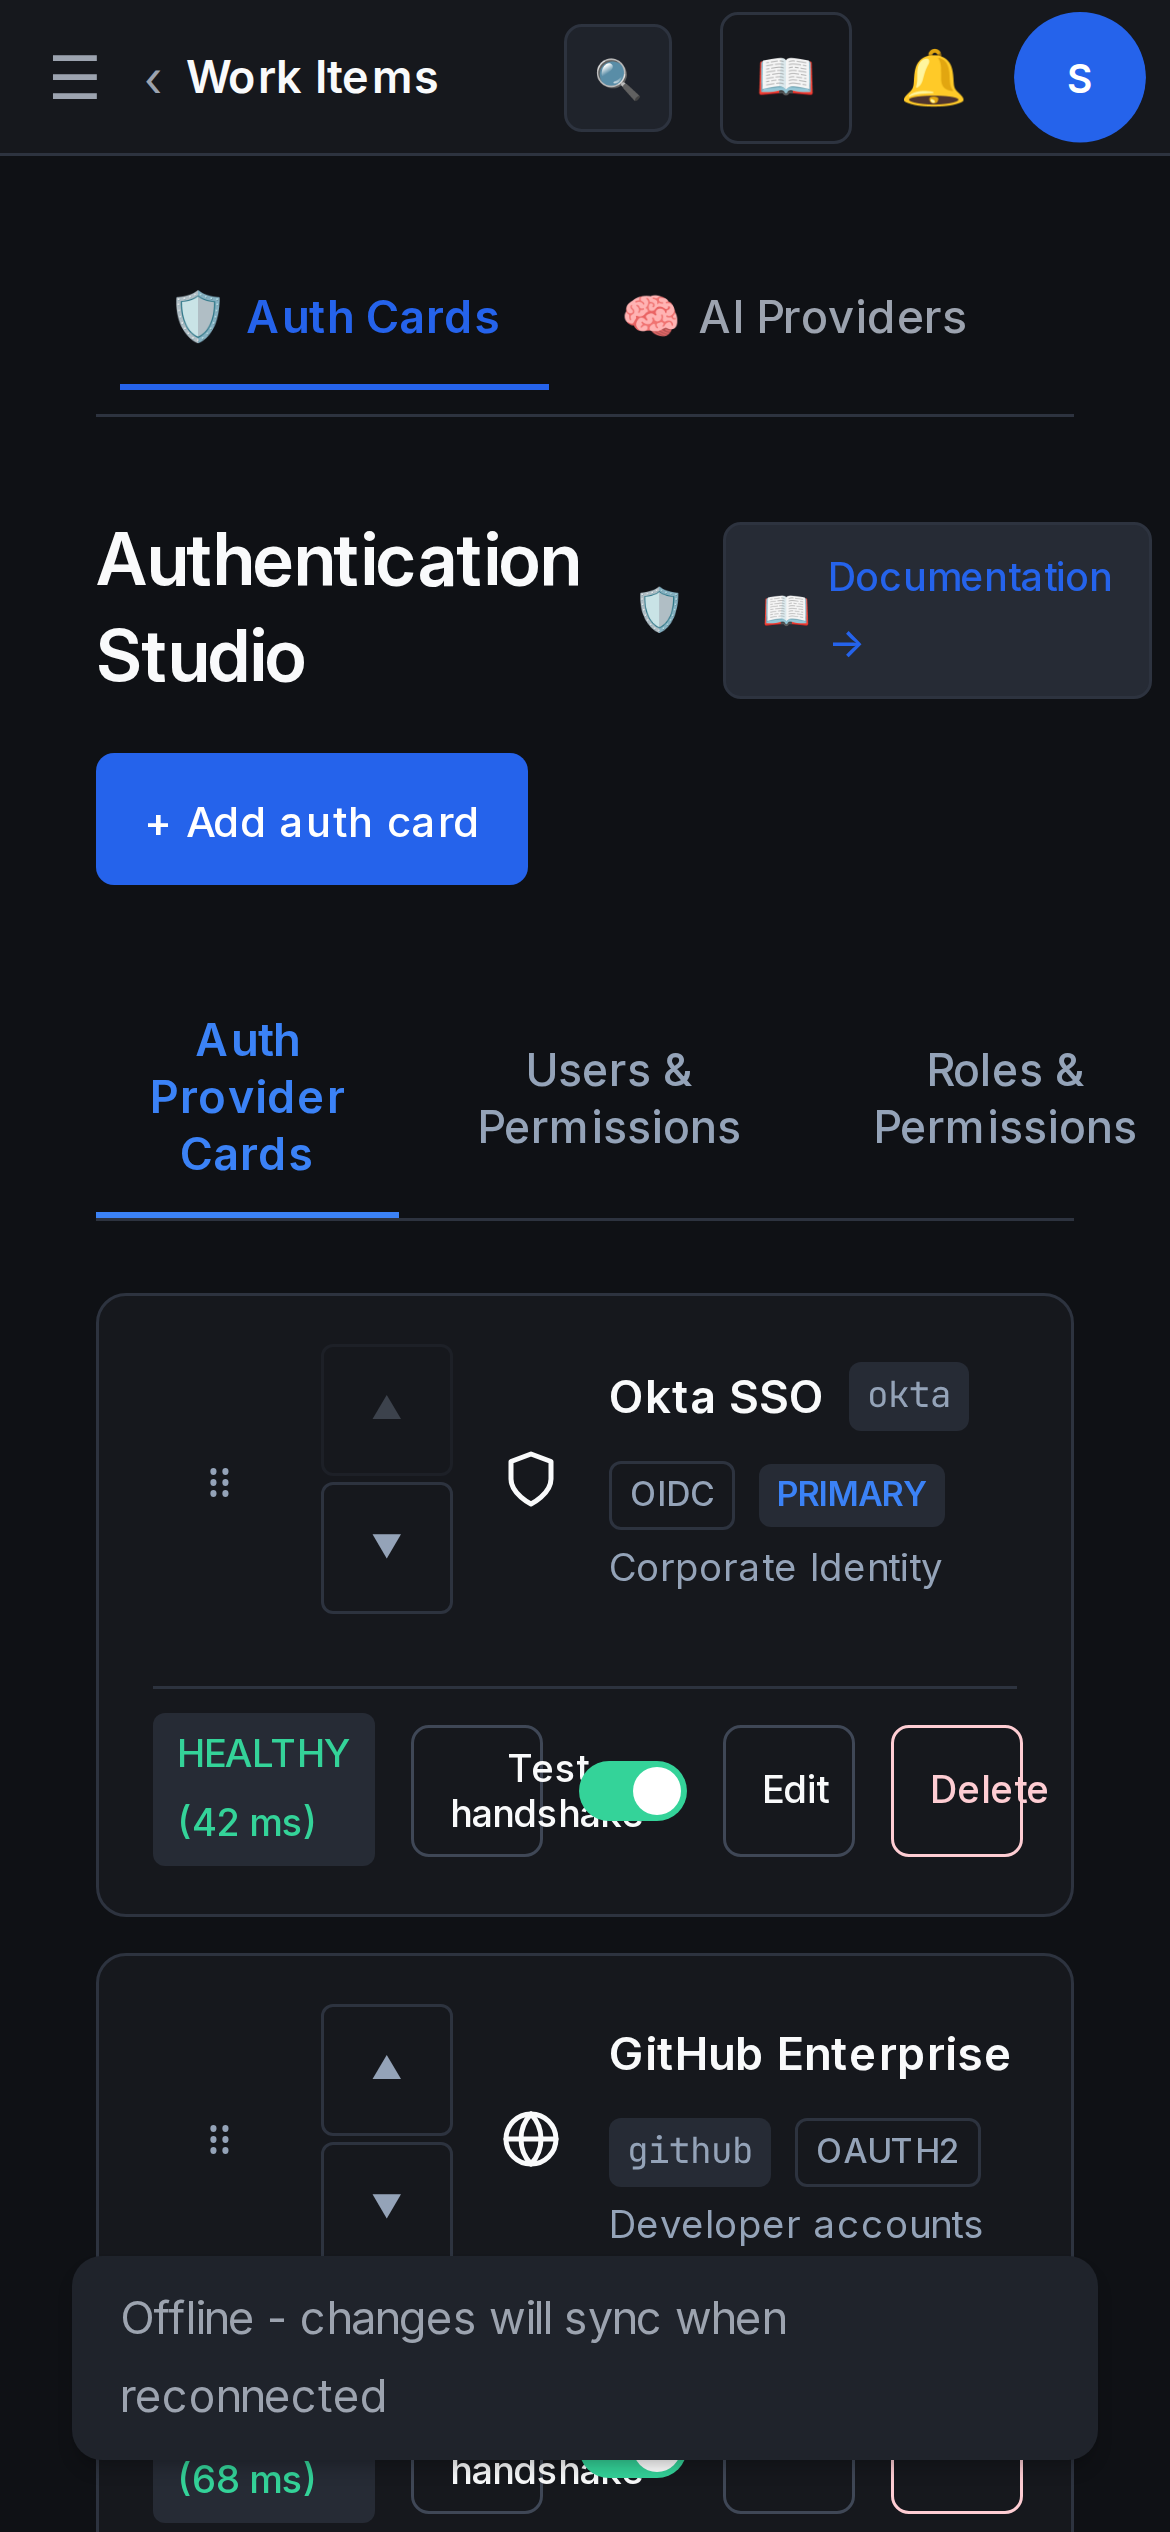 Work Items
S
Auth Cards
AI Providers
Authentication
Studio
Documentation
→
+ Add auth card
Auth
Provider
Cards
Users &
Permissions
Roles &
Permissions
Okta SSO
okta
OIDC
PRIMARY
Corporate Identity
HEALTHY
(42 ms)
Test
handshake
Edit
Delete
GitHub Enterprise
github
OAUTH2
Developer accounts
Offline - changes will sync when
reconnected
(68 ms)
handshake